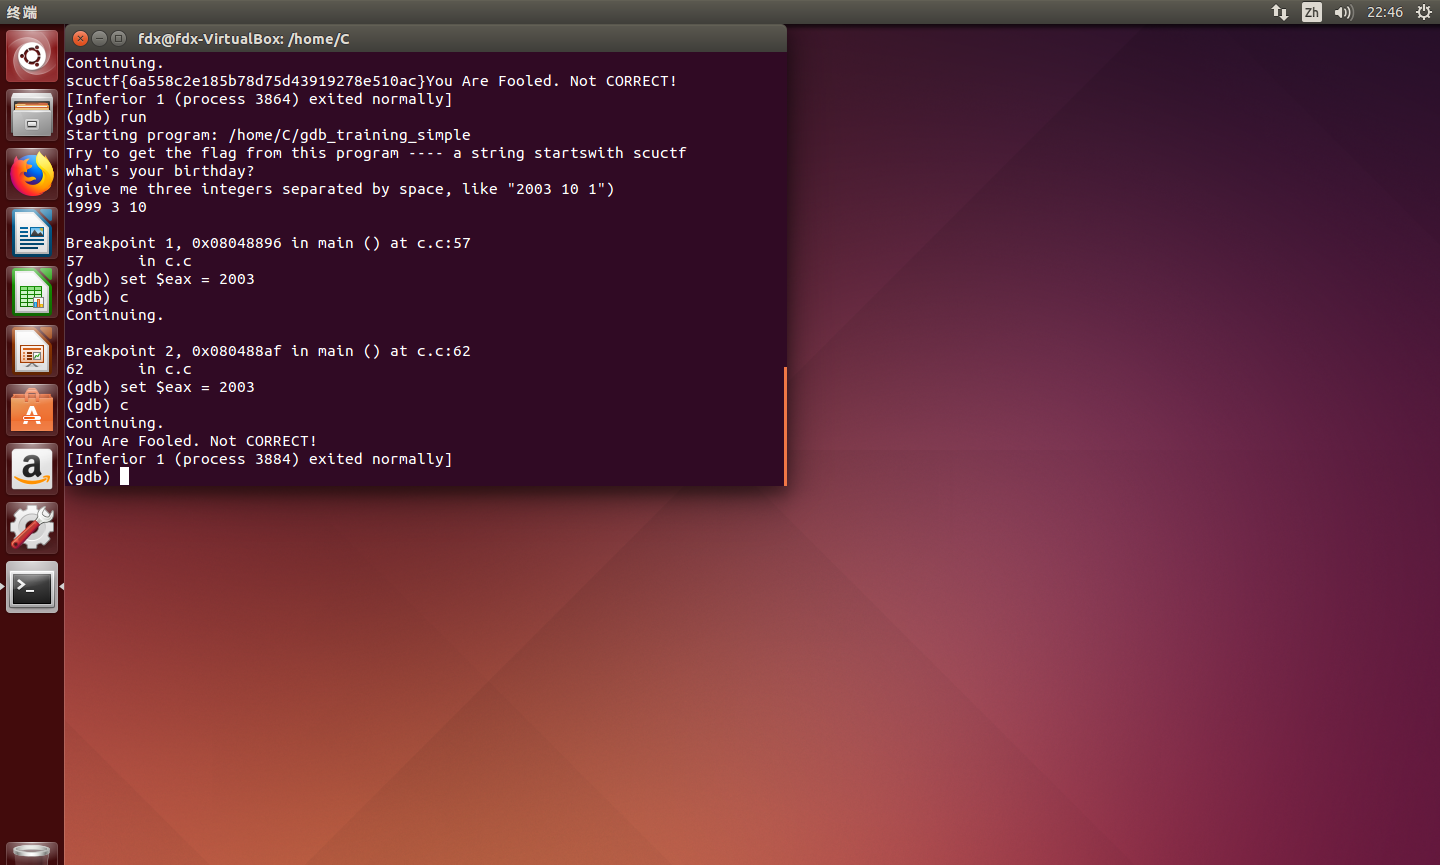 终端
Zh
22:46
fdx@fdx-VirtualBox: /home/C
Continuing.
scuctf{6a558c2e185b78d75d43919278e510ac}You Are Fooled. Not CORRECT!
[Inferior 1 (process 3864) exited normally]
(gdb) run
Starting program: /home/C/gdb_training_simple
Try to get the flag from this program ---- a string startswith scuctf
what's your birthday?
(give me three integers separated by space, like "2003 10 1")
1999 3 10
Breakpoint 1, 0x08048896 in main () at c.c:57
57      in c.c
(gdb) set $eax = 2003
(gdb) c
Continuing.
Breakpoint 2, 0x080488af in main () at c.c:62
62      in c.c
(gdb) set $eax = 2003
(gdb) c
Continuing.
You Are Fooled. Not CORRECT!
[Inferior 1 (process 3884) exited normally]
(gdb)